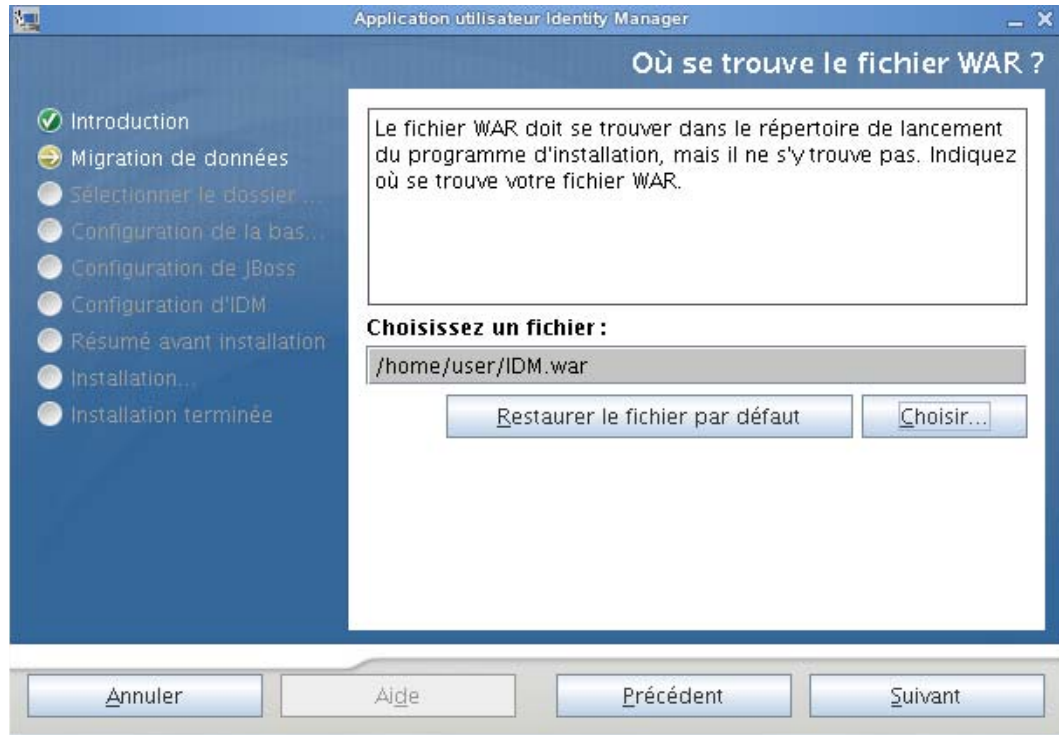 Application utilisateur Identity Manager
Où se trouve le fichier WAR ?
Introduction
Migration de données
Sélectionner le dossier ...
Configuration de la bas...
Configuration de JBoss
Configuration d'IDM
Résumé avant installation
Installation...
Installation terminée
Le fichier WAR doit se trouver dans le répertoire de lancement
du programme d'installation, mais il ne s'y trouve pas. Indiquez
où se trouve votre fichier WAR.
Choisissez un fichier :
/home/user/IDM.war
Restaurer le fichier par défaut
Choisir...
Annuler
Aide
Précédent
Suivant